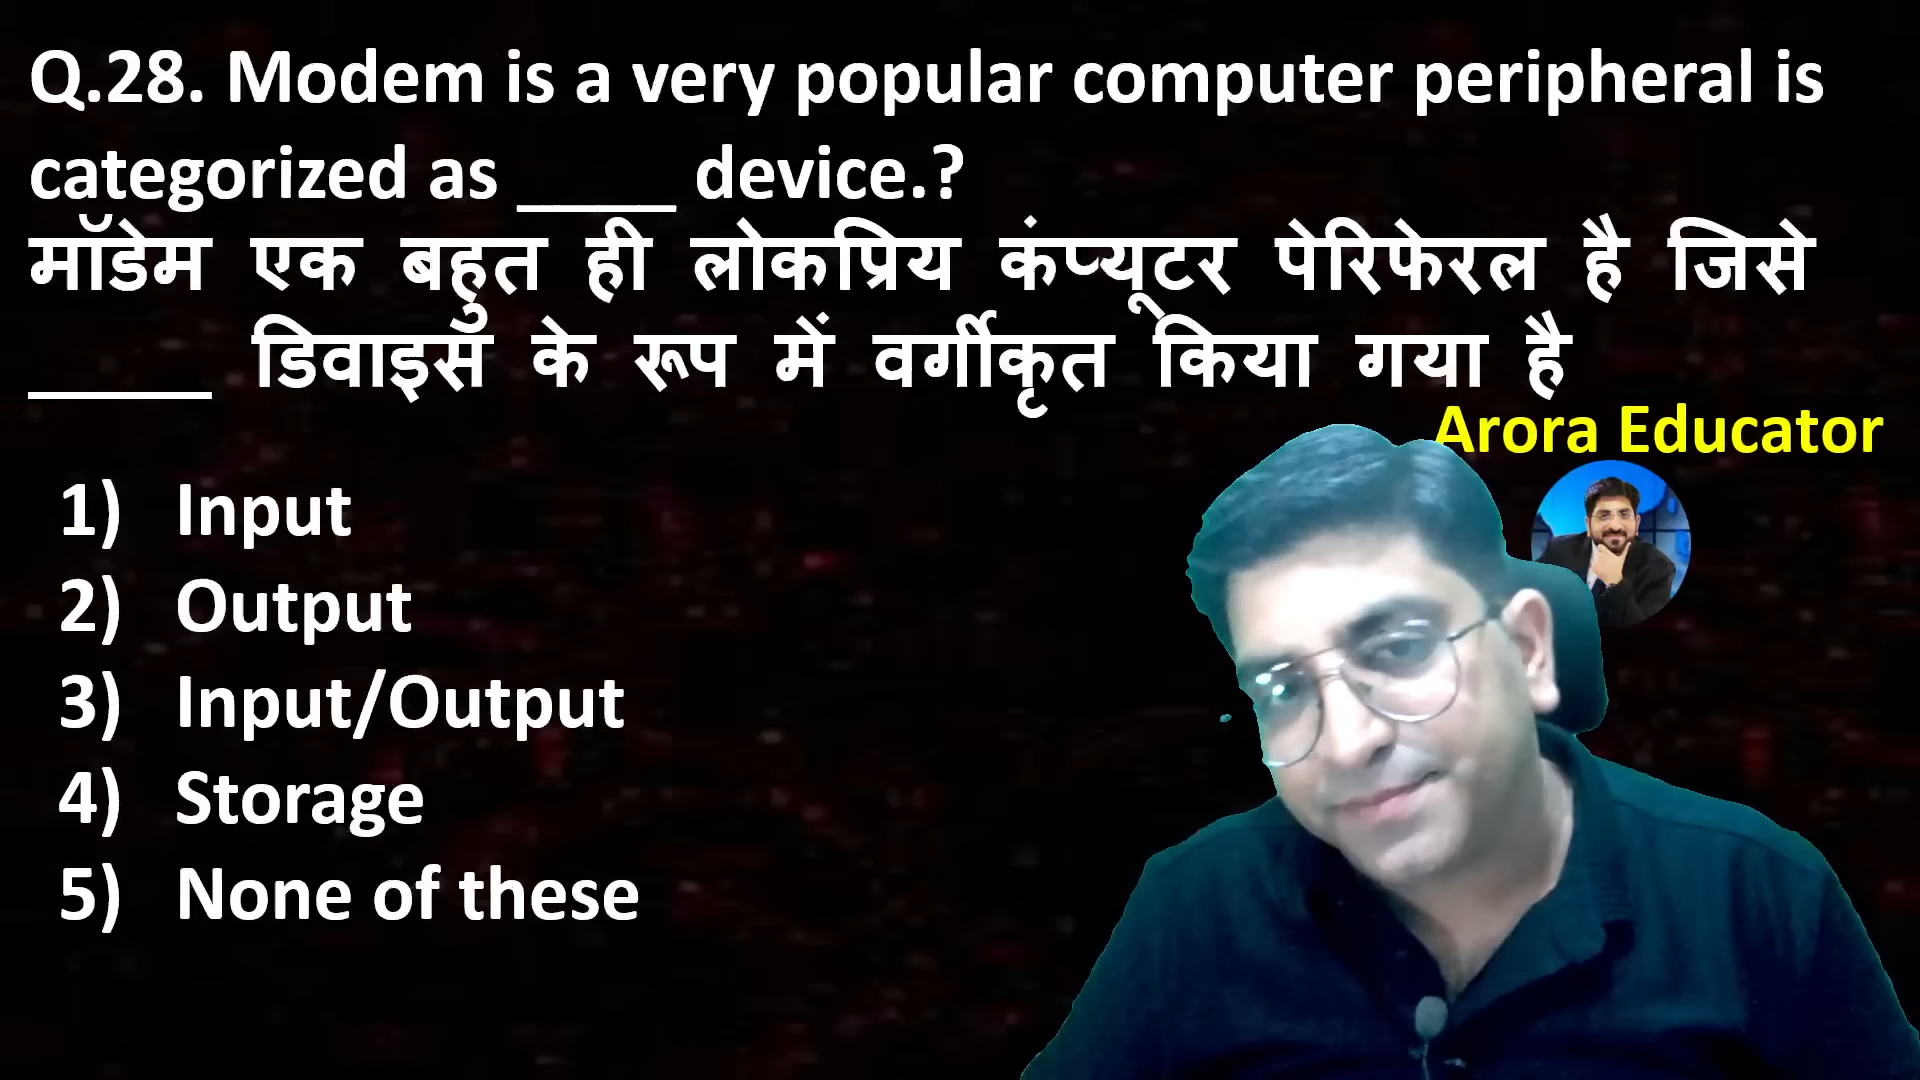 Q.28. Modem is a very popular computer peripheral is
categorized as ____ device.?
मॉडेम एक बहुत ही लोकप्रिय कंप्यूटर पेरिफेरल है जिसे
_____ डिवाइस के रूप में वर्गीकृत किया गया है
Arora Educator
1) Input
2) Output
3) Input/Output
4) Storage
5) None of these